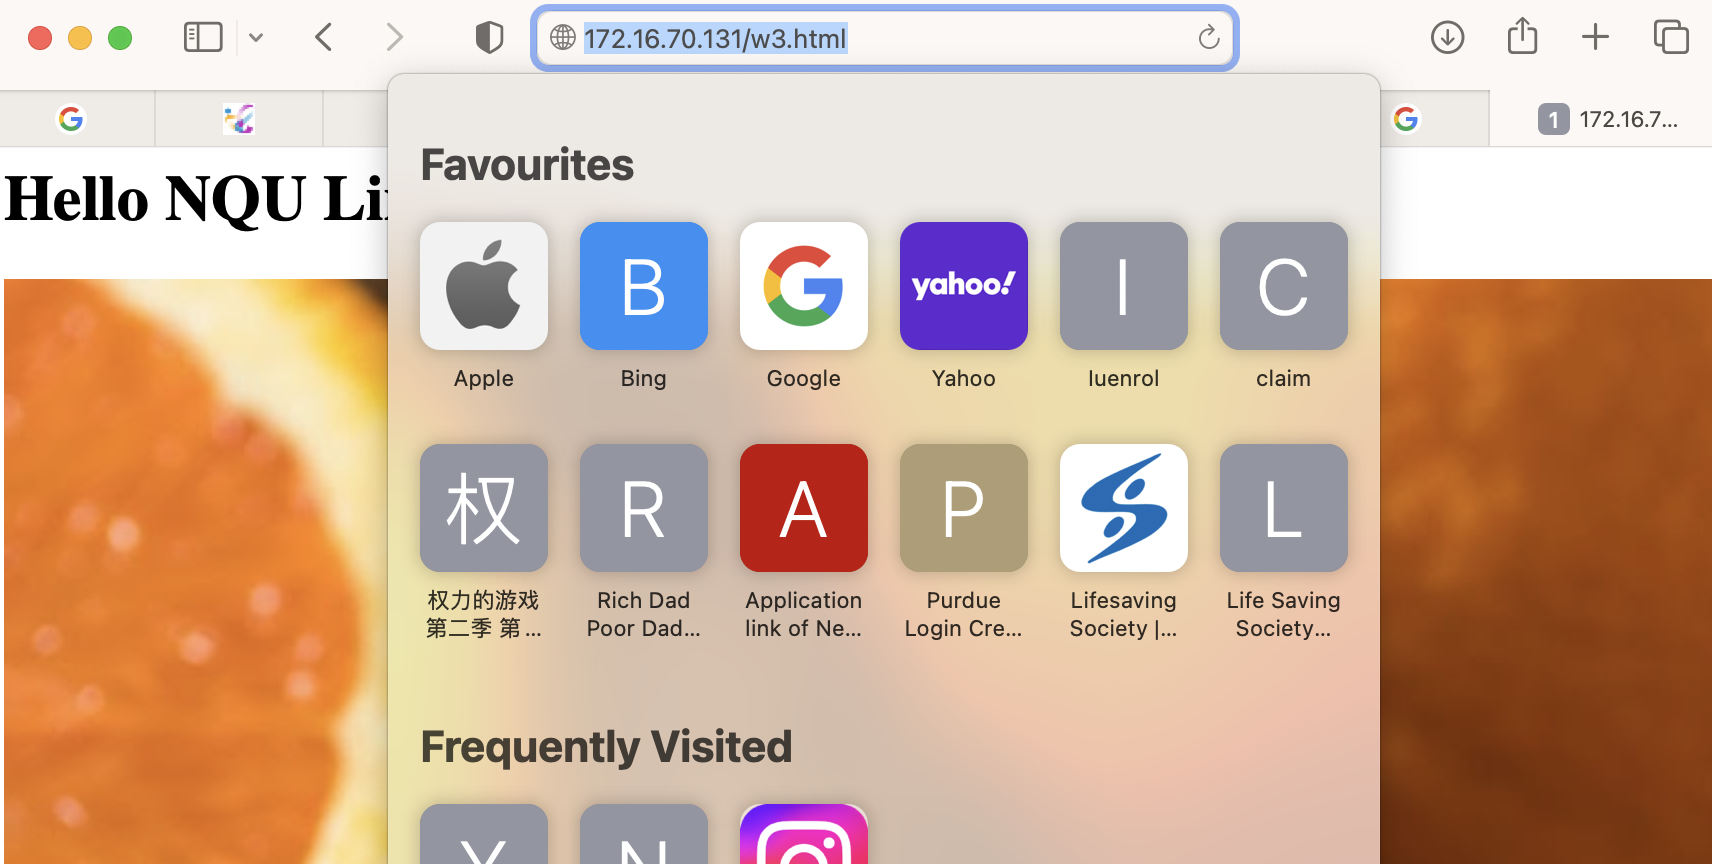 172.16.70.131/w3.html
1 172.16.7...
Hello NQU Li
Favourites
B
yahoo!
I
C
Apple
Bing
Google
Yahoo
luenrol
claim
权
R
A
P
L
权力的游戏
第二季 第...
Rich Dad
Poor Dad...
Application
link of Ne...
Purdue
Login Cre...
Lifesaving
Society |...
Life Saving
Society...
Frequently Visited
Y
N